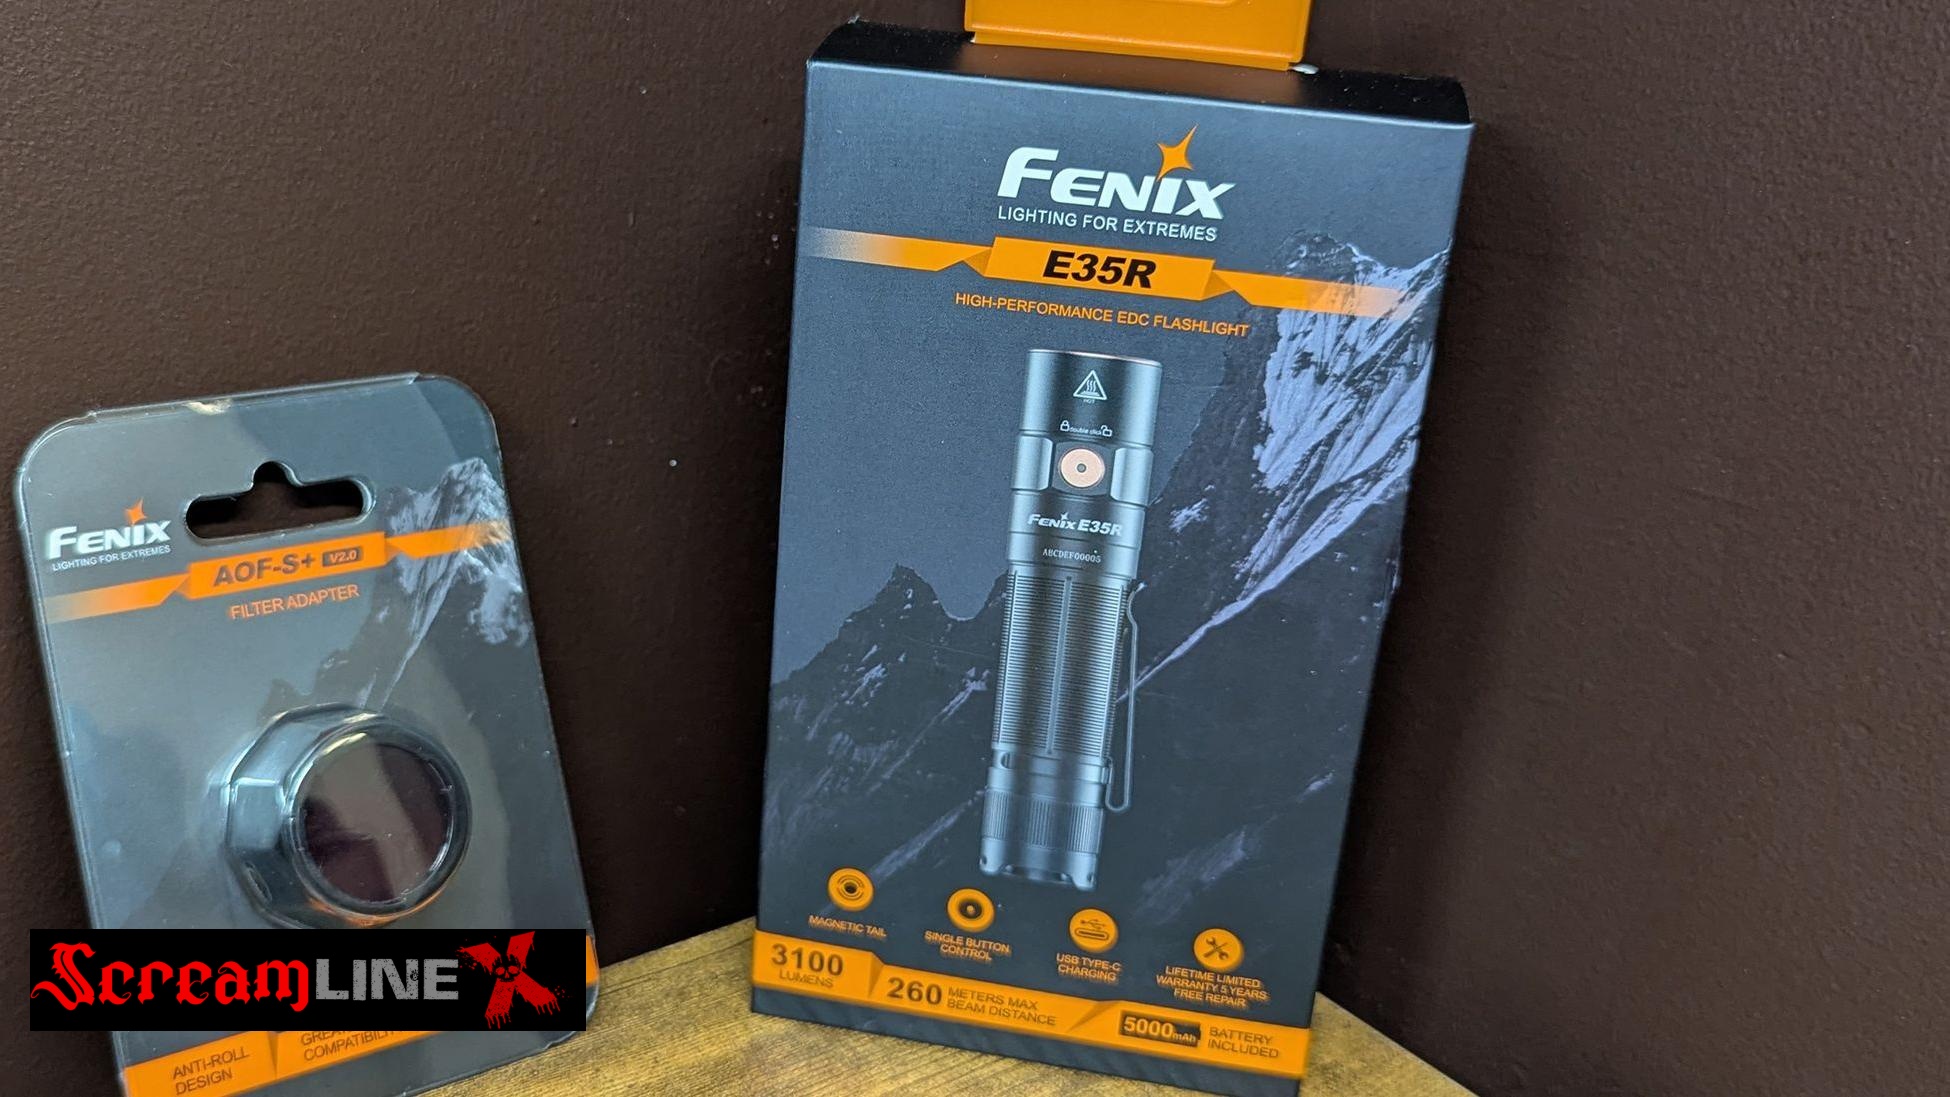 FENIX
LIGHTING FOR EXTREMES
AOF-S+ V2.0
FILTER ADAPTER
COMPATIBILITY
ANTI-ROLL
DESIGN
ScreamLINE X
FENIX
LIGHTING FOR EXTREMES
E35R
HIGH-PERFORMANCE EDC FLASHLIGHT
HOT
double click
FENIX E35R
ABCDEF00005
MAGNETIC TAIL
SINGLE BUTTON
CONTROL
USB TYPE-C
CHARGING
LIFETIME LIMITED
WARRANTY 5 YEARS
FREE REPAIR
3100
LUMENS
260 METERS MAX
BEAM DISTANCE
5000mAh BATTERY
INCLUDED